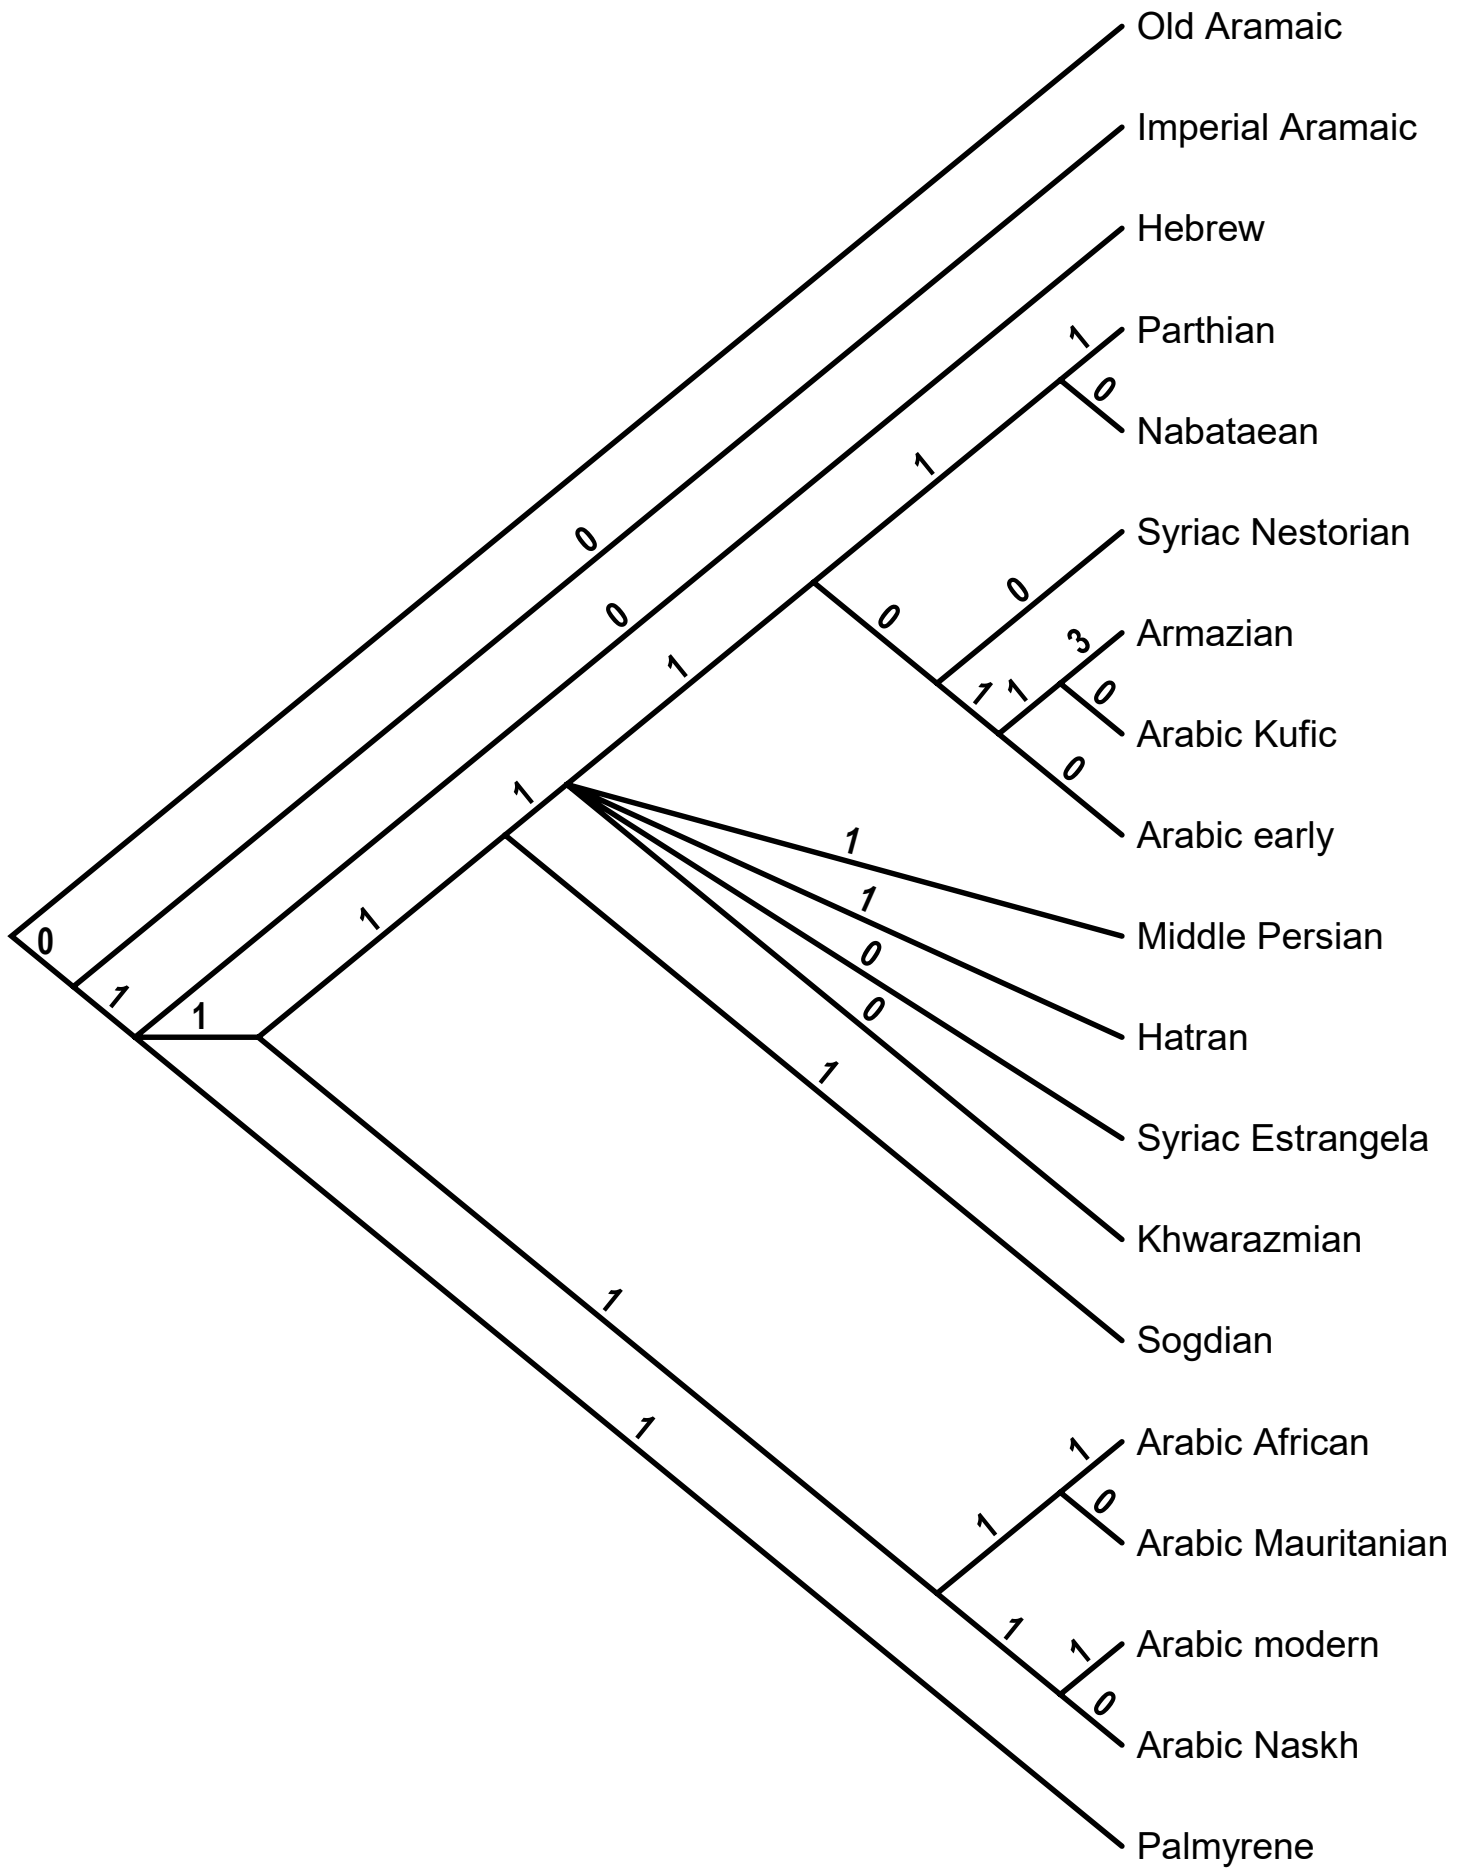 Old Aramaic
Imperial Aramaic
Hebrew
1 Parthian
0
Nabataean
1
0
Syriac Nestorian
0
0
0 3 Armazian
1
1 1 0
Arabic Kufic
0
1 Arabic early
1
1
1 Middle Persian
0
0
0
1
1 Hatran
1
Syriac Estrangela
Khwarazmian
1
Sogdian
1
1 Arabic African
0
1
Arabic Mauritanian
1
1 Arabic modern
0
Arabic Naskh
Palmyrene